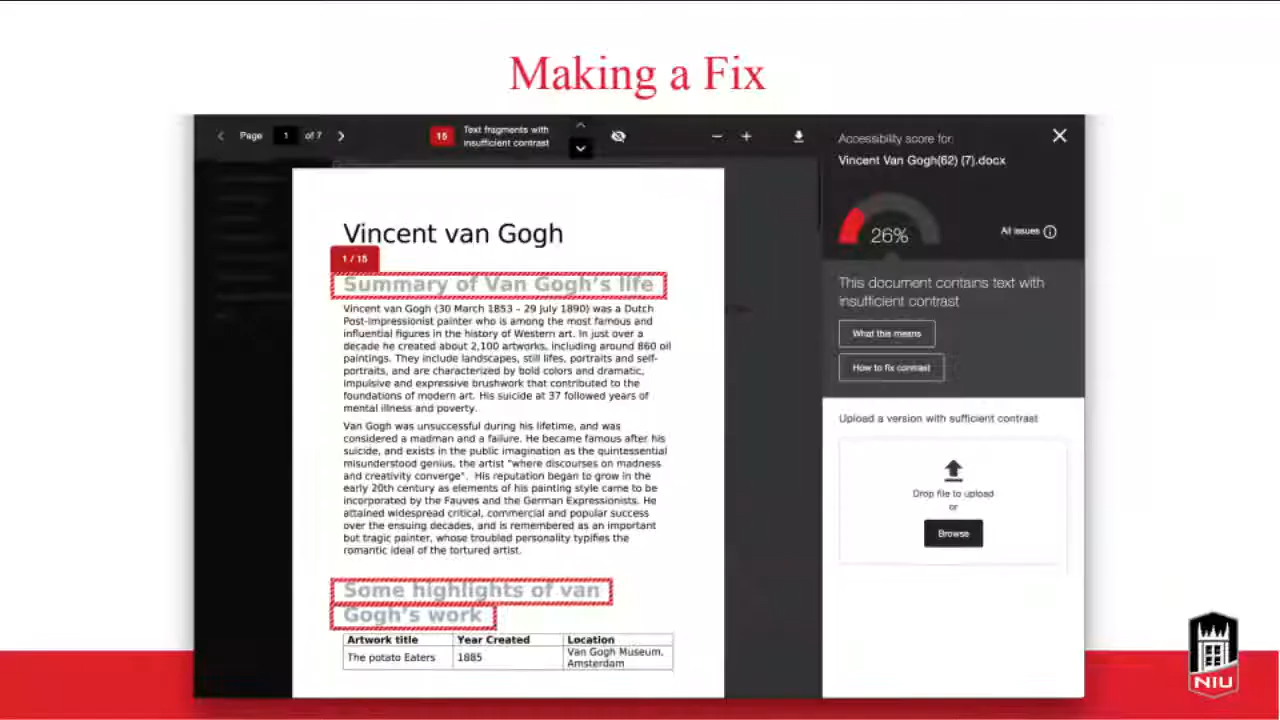 Making a Fix
Page 1 of 7
15 Text fragments with
insufficient contrast
Accessibility score for:
Vincent Van Gogh(62) (7).docx
26%
All issues
This document contains text with
insufficient contrast
What this means
How to fix contrast
Upload a version with sufficient contrast
Drop file to upload
or
Browse
Vincent van Gogh
1 / 15
Summary of Van Gogh's life
Vincent van Gogh (30 March 1853 – 29 July 1890) was a Dutch
Post-Impressionist painter who is among the most famous and
influential figures in the history of Western art. In just over a
decade he created about 2,100 artworks, including around 860 oil
paintings. They include landscapes, still lifes, portraits and self-
portraits, and are characterized by bold colors and dramatic,
impulsive and expressive brushwork that contributed to the
foundations of modern art. His suicide at 37 followed years of
mental illness and poverty.
Van Gogh was unsuccessful during his lifetime, and was
considered a madman and a failure. He became famous after his
suicide, and exists in the public imagination as the quintessential
misunderstood genius, the artist "where discourses on madness
and creativity converge". His reputation began to grow in the
early 20th century as elements of his painting style came to be
incorporated by the Fauves and the German Expressionists. He
attained widespread critical, commercial and popular success
over the ensuing decades, and is remembered as an important
but tragic painter, whose troubled personality typifies the
romantic ideal of the tortured artist.
Some highlights of van
Gogh's work
Artwork title Year Created Location
The potato Eaters 1885 Van Gogh Museum,
Amsterdam
NIU